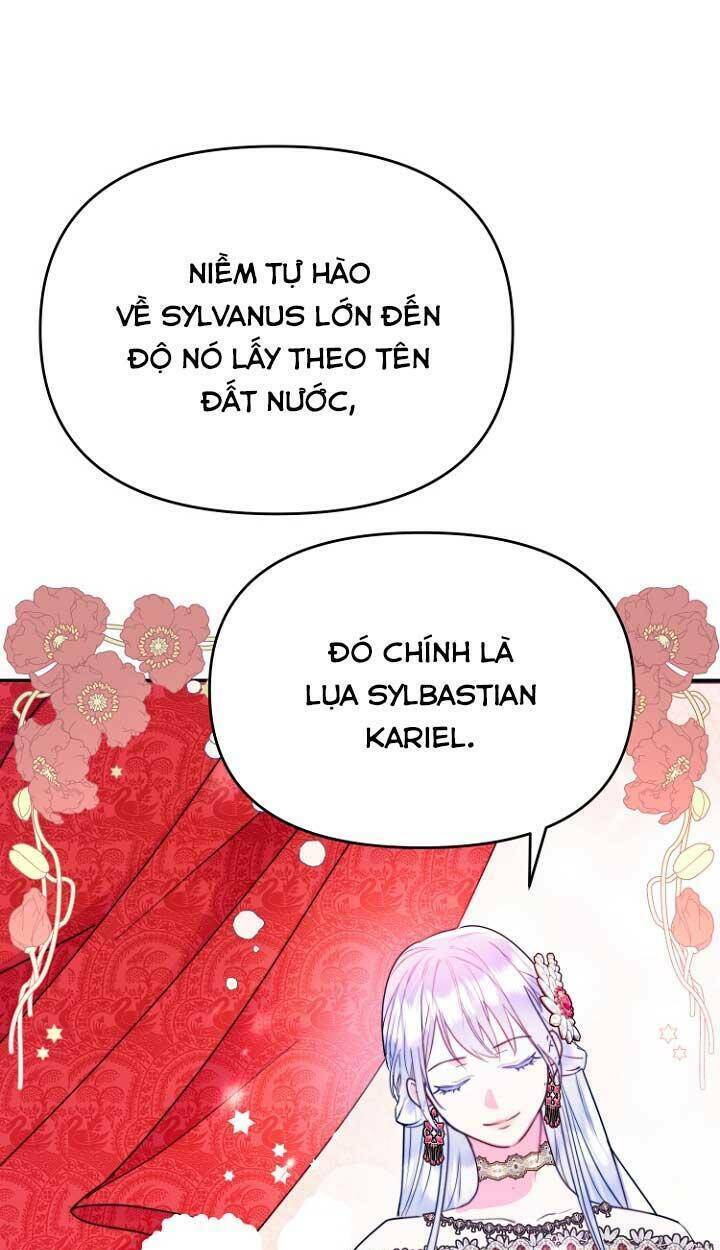 NIỀM TỰ HÀO
VỀ SYLVANUS LỚN ĐẾN
ĐỘ NÓ LẤY THEO TÊN
ĐẤT NƯỚC,
ĐÓ CHÍNH LÀ
LỤA SYLBASTIAN
KARIEL.